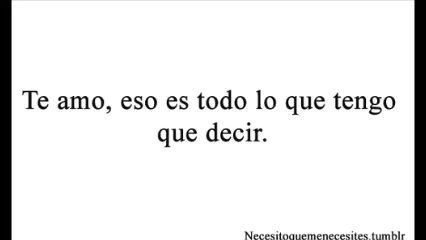 Te amo, eso es todo lo que tengo
que decir.
Necesitoquemenecesites.tumblr